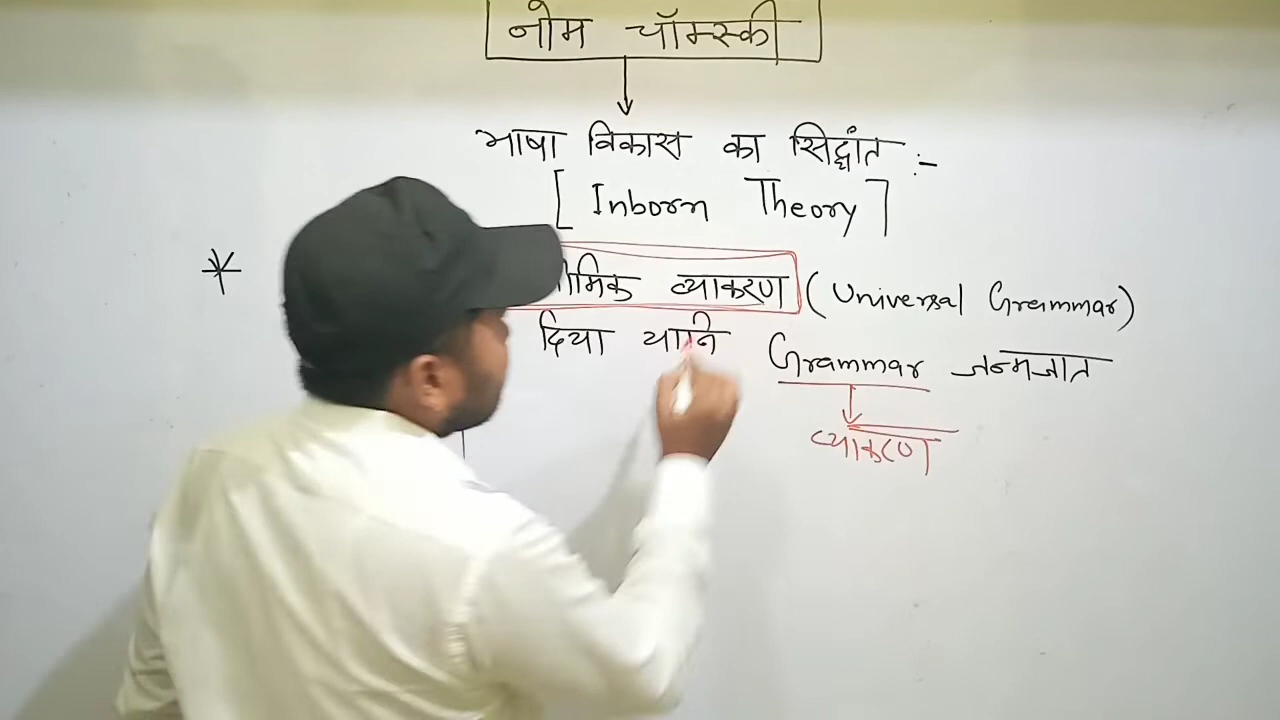 नोम चॉम्स्की
भाषा विकास का सिद्धांत :-
[ Inborn Theory ]
* व्याकरण (Universal Grammar)
दिया यानि Grammar जन्मजात
व्याकरण